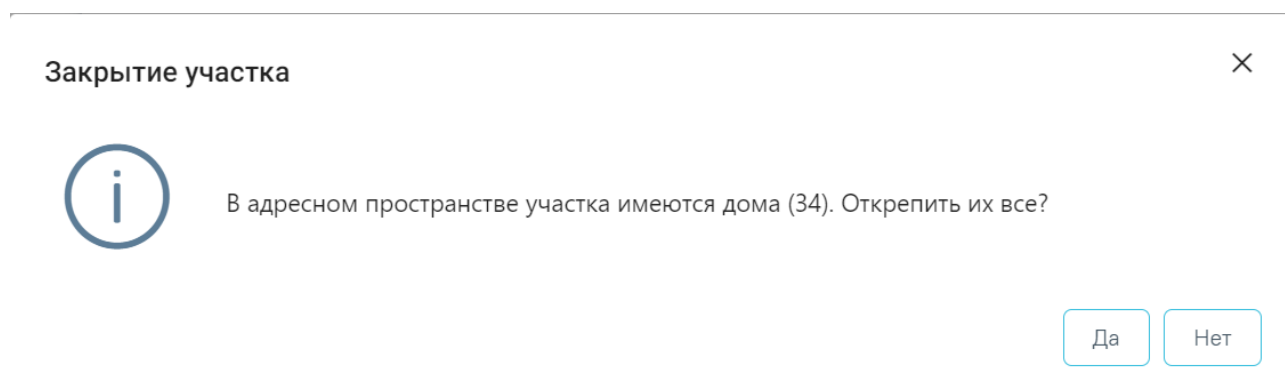 Закрытие участка
В адресном пространстве участка имеются дома (34). Открепить их все?
Да
Нет